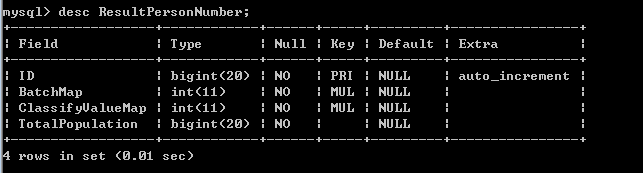 mysql> desc ResultPersonNumber;
+------------------+------------+------+-----+---------+----------------+
| Field            | Type       | Null | Key | Default | Extra          |
+------------------+------------+------+-----+---------+----------------+
| ID               | bigint(20) | NO   | PRI | NULL    | auto_increment |
| BatchMap         | int(11)    | NO   | MUL | NULL    |                |
| ClassifyValueMap | int(11)    | NO   | MUL | NULL    |                |
| TotalPopulation  | bigint(20) | NO   |     | NULL    |                |
+------------------+------------+------+-----+---------+----------------+
4 rows in set (0.01 sec)